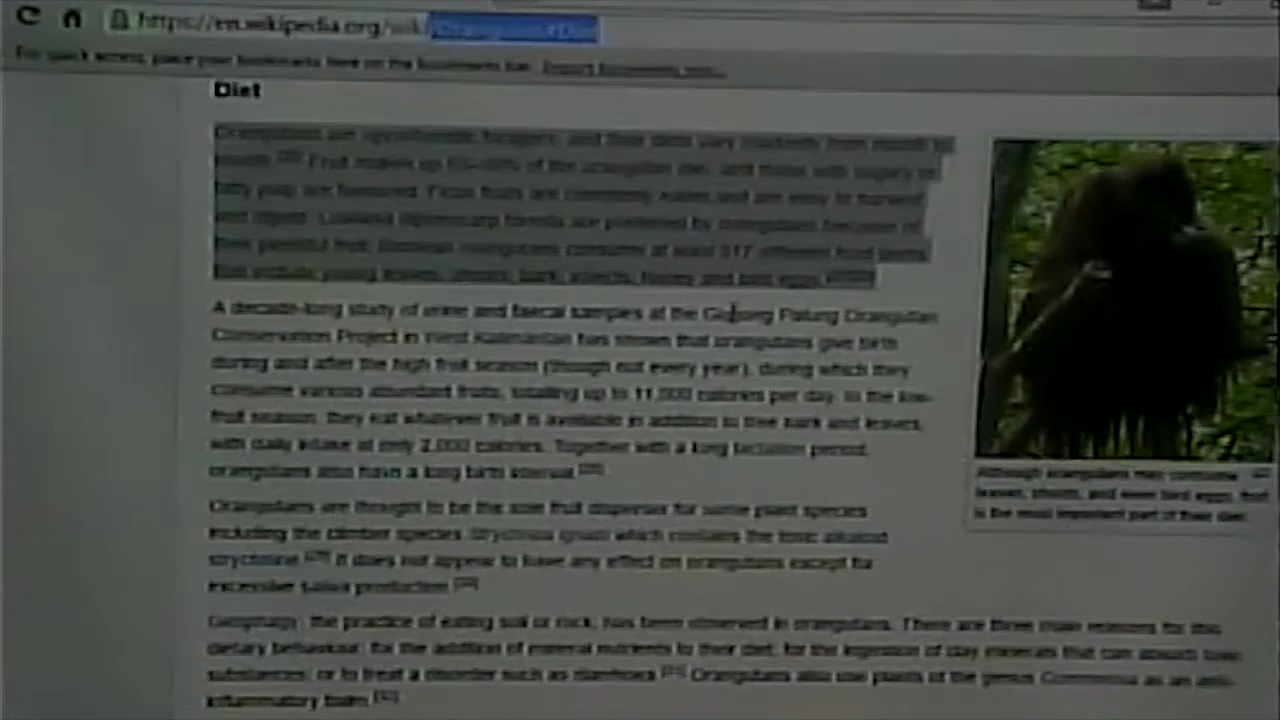 https://en.wikipedia.org/wiki/Orangutan#Diet
For quick access, place your bookmarks here on the bookmarks bar. Import bookmarks now...
Diet
Orangutans are opportunistic foragers, and their diets vary markedly from month to
month. Fruit makes up 65–90% of the orangutan diet, and those with sugary or
fatty pulp are favoured. Ficus fruits are commonly eaten and are easy to harvest
and digest. Lowland dipterocarp forests are preferred by orangutans because of
their plentiful fruit. Bornean orangutans consume at least 317 different food items
that include young leaves, shoots, bark, insects, honey and bird eggs.
A decade-long study of urine and faecal samples at the Gunung Palung Orangutan
Conservation Project in West Kalimantan has shown that orangutans give birth
during and after the high fruit season (though not every year), during which they
consume various abundant fruits, totalling up to 11,000 calories per day. In the low-
fruit season, they eat whatever fruit is available in addition to tree bark and leaves,
with daily intake at only 2,000 calories. Together with a long lactation period,
orangutans also have a long birth interval.
Orangutans are thought to be the sole fruit disperser for some plant species
including the climber species Strychnos ignatii which contains the toxic alkaloid
strychnine. It does not appear to have any effect on orangutans except for
excessive saliva production.
Geophagy, the practice of eating soil or rock, has been observed in orangutans. There are three main reasons for this
dietary behaviour: for the addition of mineral nutrients to their diet; for the ingestion of clay minerals that can absorb toxic
substances; or to treat a disorder such as diarrhoea. Orangutans also use plants of the genus Commelina as an anti-
inflammatory balm.
Although orangutans may consume
leaves, shoots, and even bird eggs, fruit
is the most important part of their diet